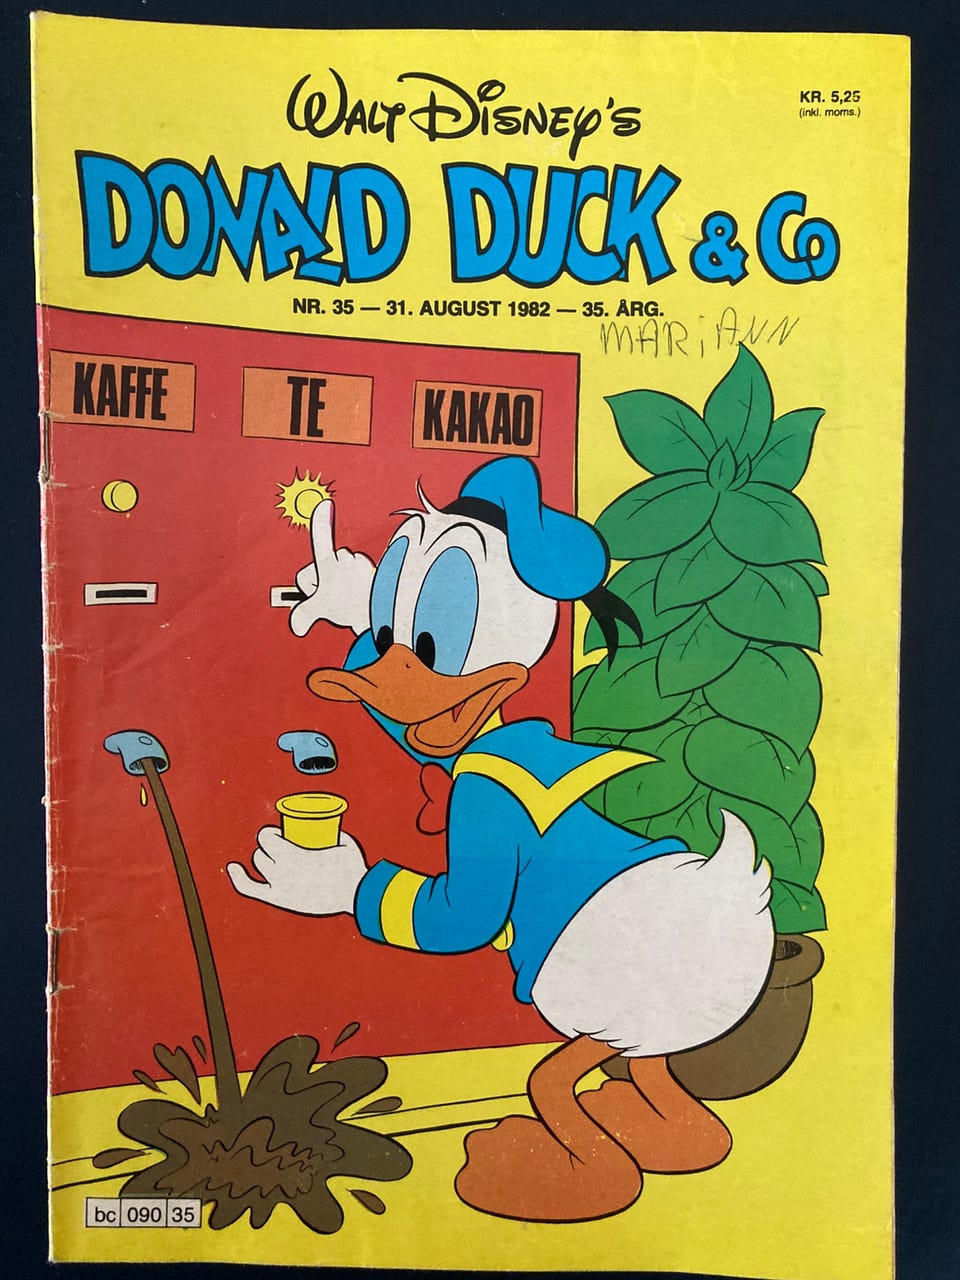 WALT DISNEY'S
KR. 5,25
(inkl. moms.)
DONALD DUCK & Co
NR. 35 — 31. AUGUST 1982 — 35. ÅRG.
MARiANN
KAFFE TE KAKAO
bc 090 35